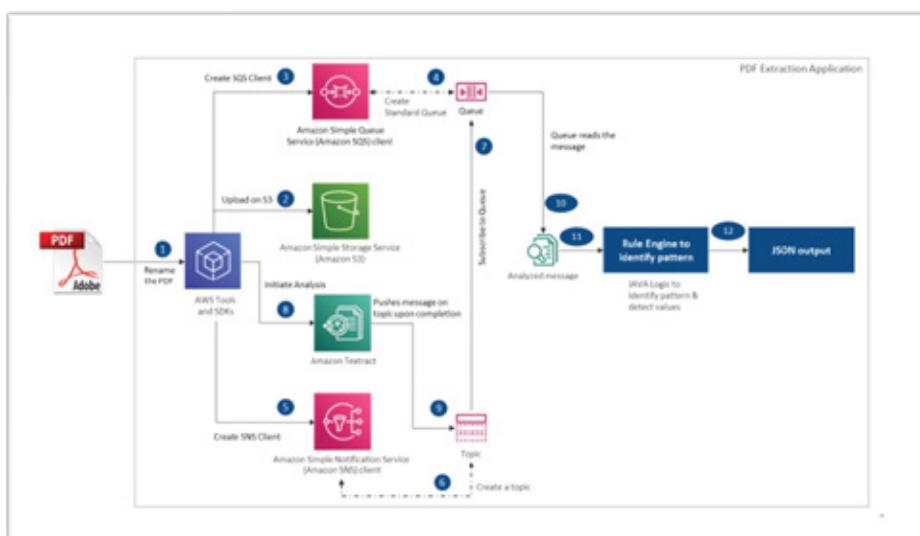 PDF Extraction Application
Create SQS Client
3
4
Create
Standard Queue
Queue
Amazon Simple Queue
Service (Amazon SQS) client
7
Queue reads the
message
Upload on S3
2
Subscribe to Queue
10
PDF
Adobe
1
Rename
the PDF
Amazon Simple Storage Service
(Amazon S3)
11
Rule Engine to
identify pattern
12
JSON output
Analyzed message
AWS Tools
and SDKs
Initiate Analysis
8
Pushes message on
topic upon completion
JAVA Logic to
identify pattern &
detect values
Amazon Textract
5
9
Create SNS Client
Topic
Amazon Simple Notification Service
(Amazon SNS) client
6
Create a topic